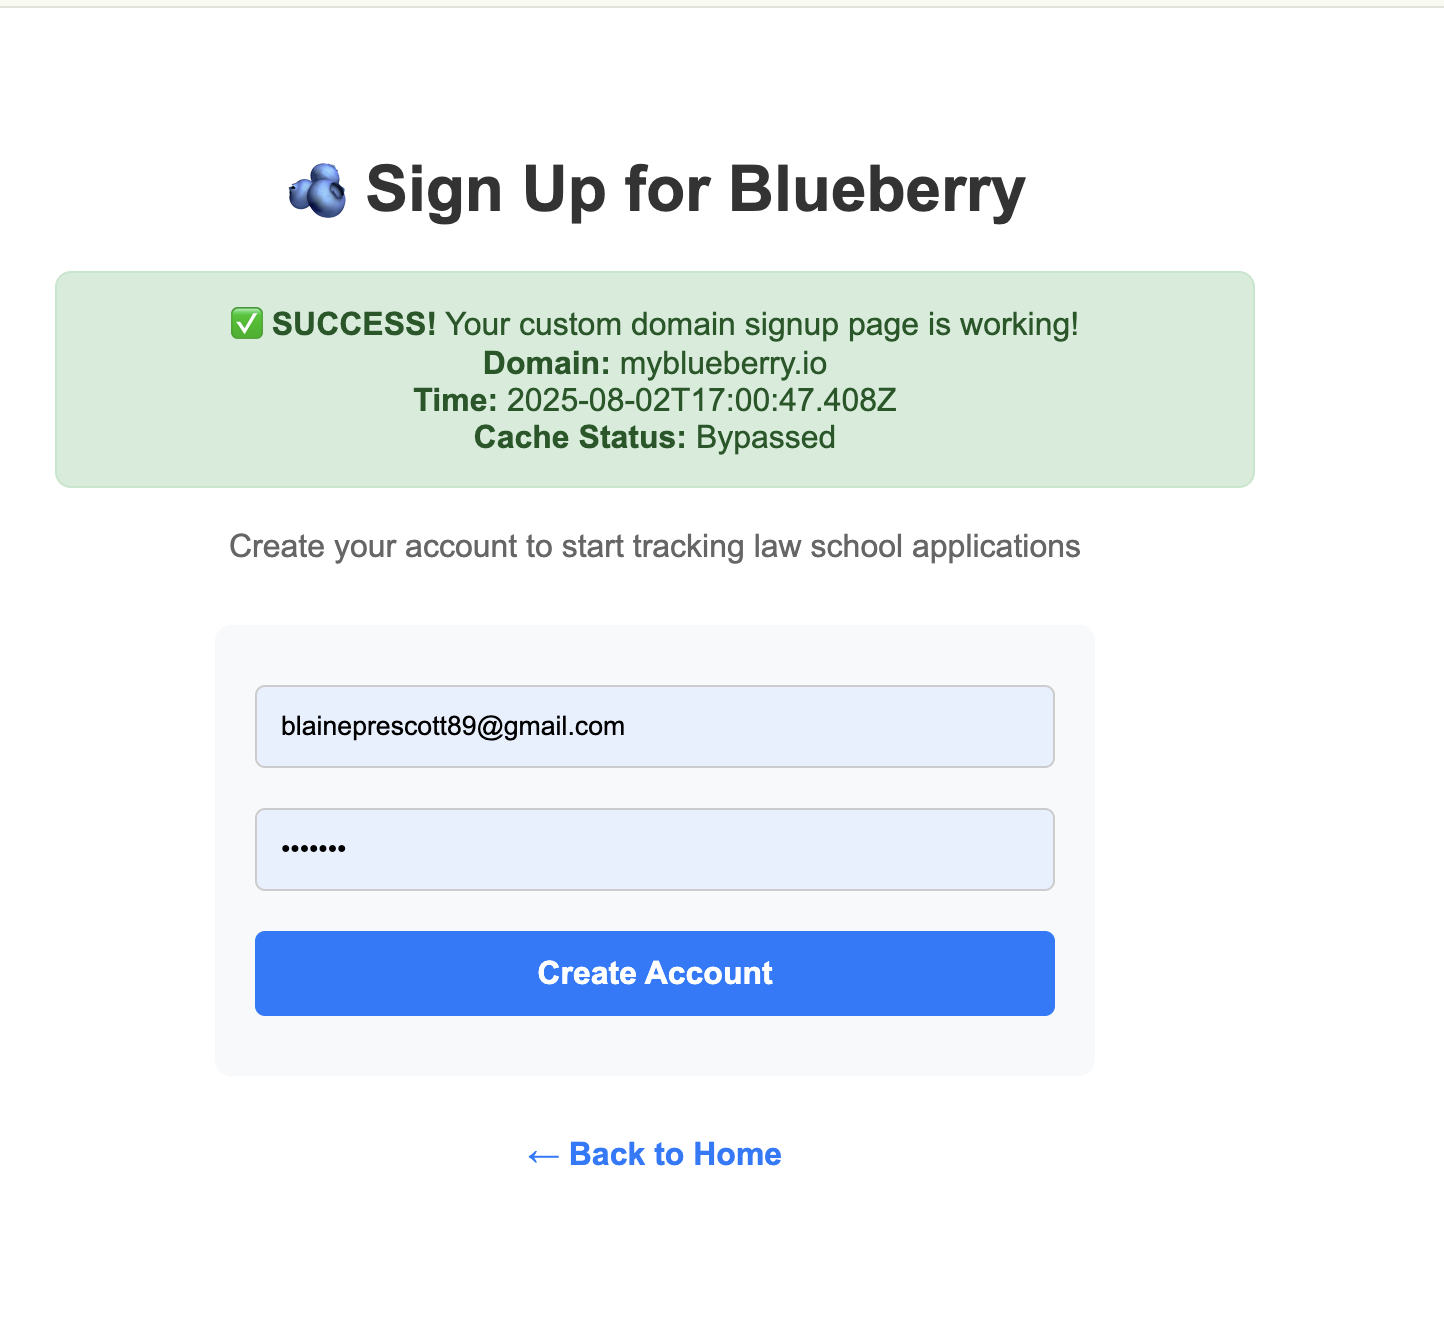 🫐 Sign Up for Blueberry
✅ SUCCESS! Your custom domain signup page is working!
Domain: myblueberry.io
Time: 2025-08-02T17:00:47.408Z
Cache Status: Bypassed
Create your account to start tracking law school applications
blaineprescott89@gmail.com
•••••••
Create Account
← Back to Home